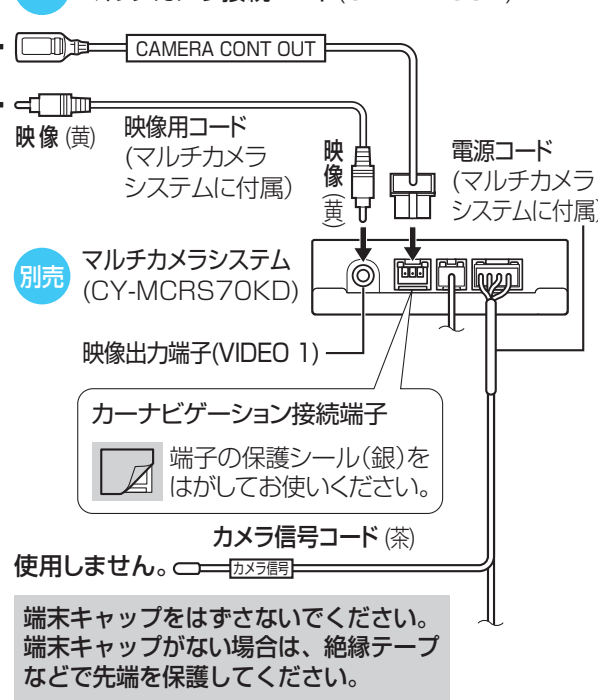 CAMERA CONT OUT
映像(黄)
映像用コード
(マルチカメラ
システムに付属)
映像(黄)
電源コード
(マルチカメラ
システムに付属)
別売
マルチカメラシステム
(CY-MCRS70KD)
映像出力端子(VIDEO 1)
カーナビゲーション接続端子
端子の保護シール(銀)を
はがしてお使いください。
カメラ信号コード(茶)
使用しません。
カメラ信号
端末キャップをはずさないでください。
端末キャップがない場合は、絶縁テープ
などで先端を保護してください。